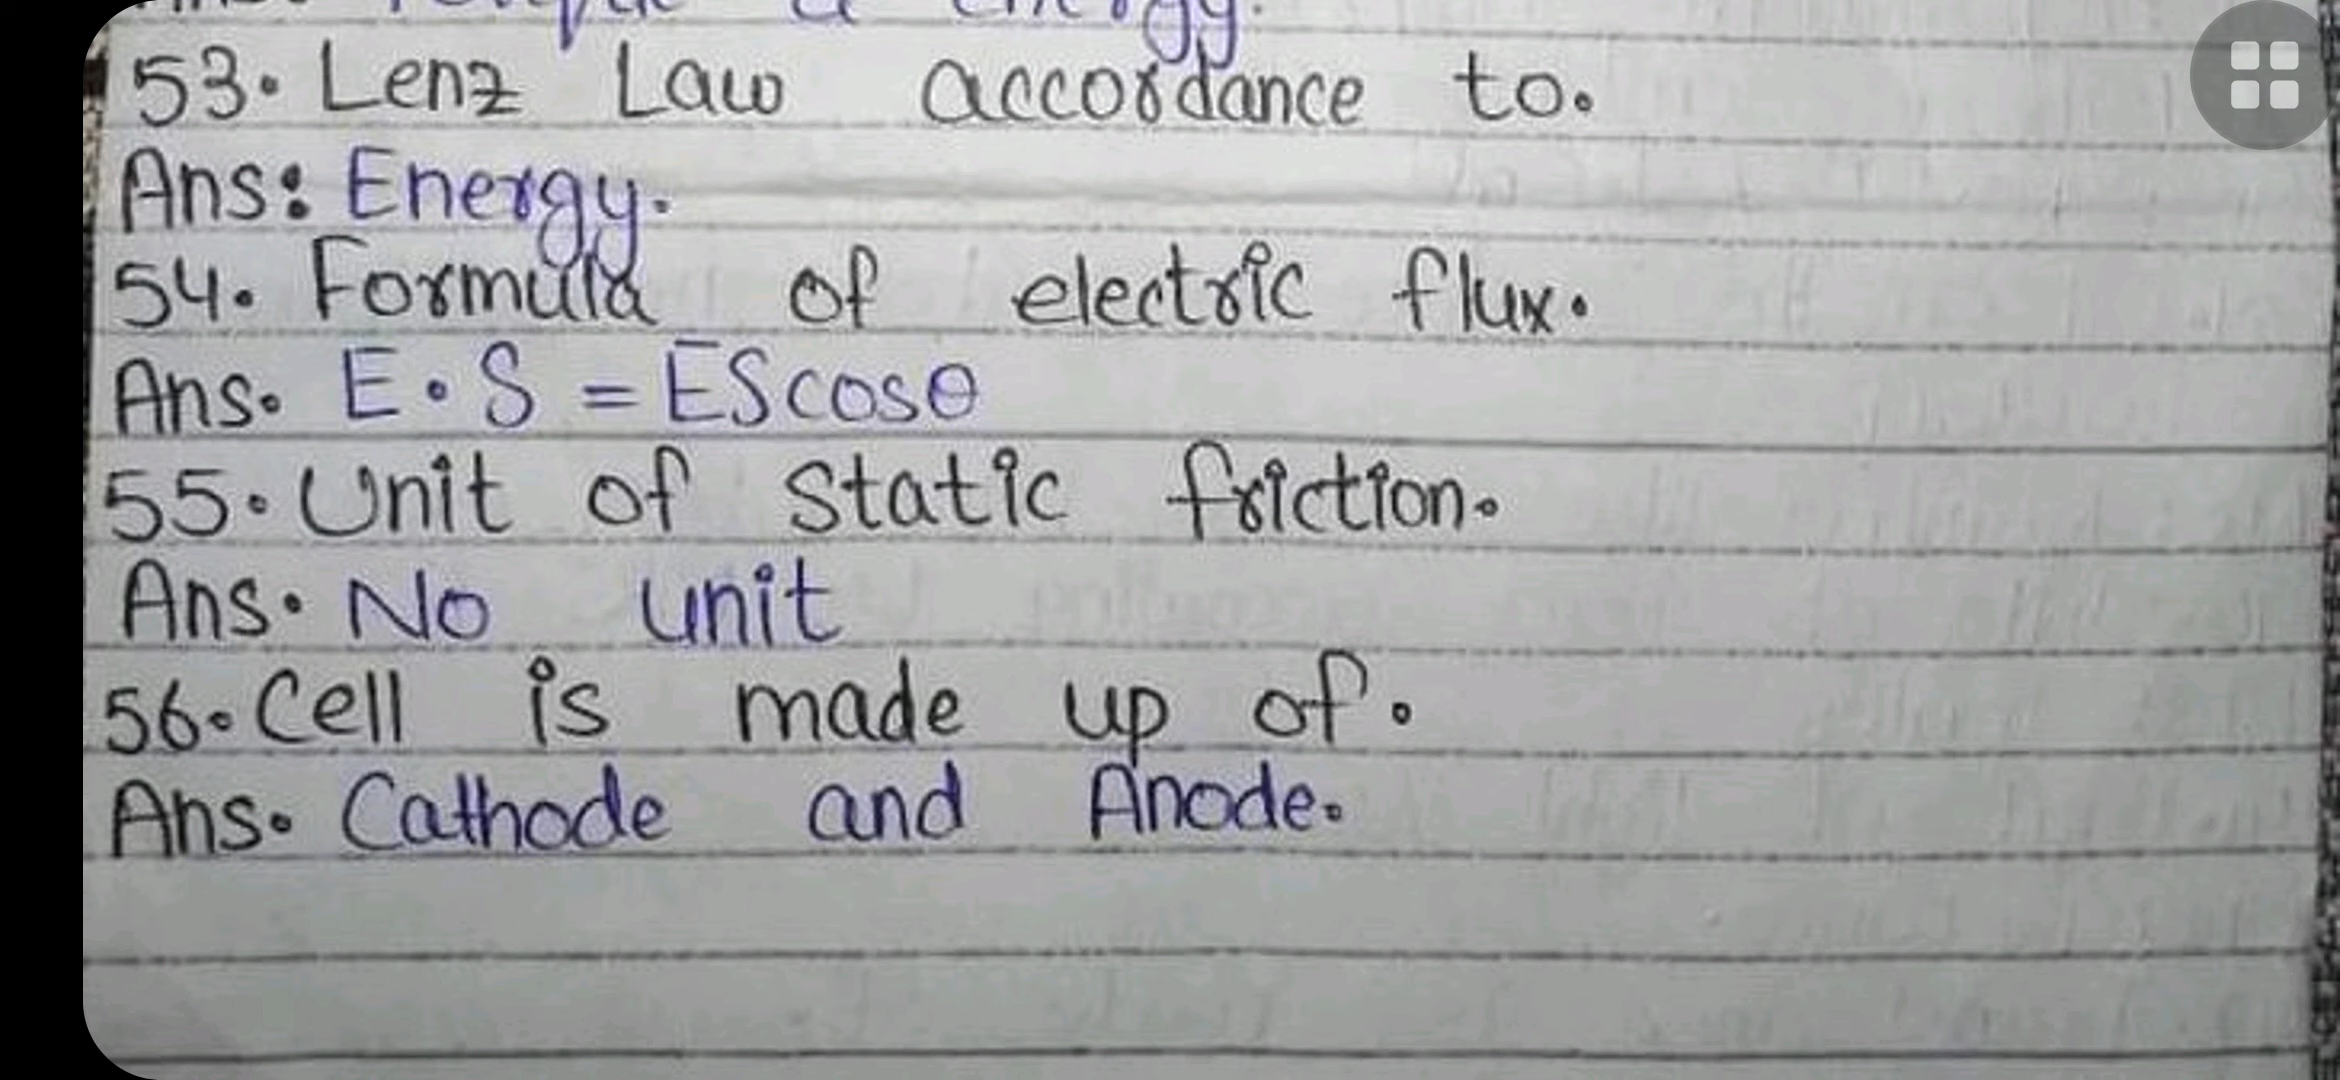 53. Lenz Law accordance to.
Ans: Energy.
54. Formula of electric flux.
Ans. E . S = EScosθ
55. Unit of static friction.
Ans. No unit
56. Cell is made up of.
Ans. Cathode and Anode.